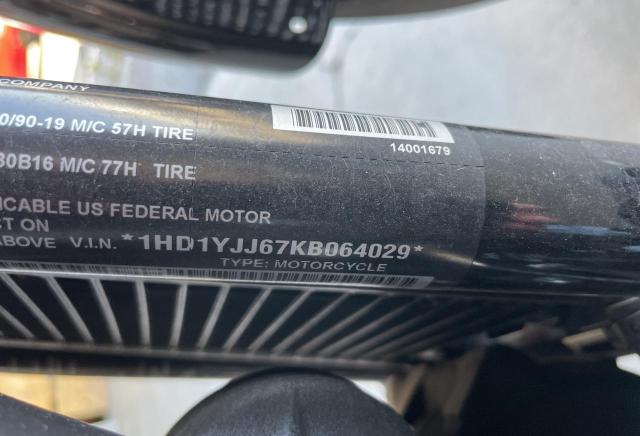 COMPANY
0/90-19 M/C 57H TIRE
14001679
80B16 M/C 77H TIRE
ICABLE US FEDERAL MOTOR
CT ON
ABOVE V.I.N. *1HD1YJJ67KB064029*
TYPE: MOTORCYCLE